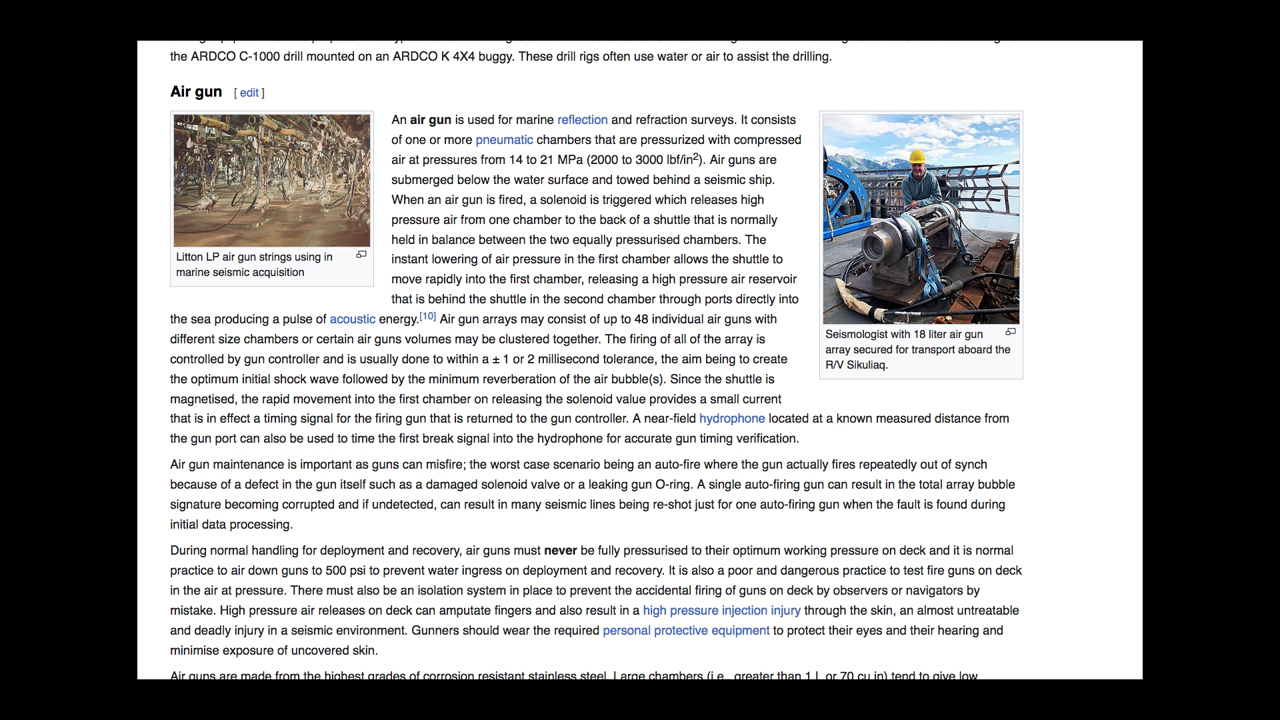 the ARDCO C-1000 drill mounted on an ARDCO K 4X4 buggy. These drill rigs often use water or air to assist the drilling.
Air gun [ edit ]
Litton LP air gun strings using in
marine seismic acquisition
An air gun is used for marine reflection and refraction surveys. It consists
of one or more pneumatic chambers that are pressurized with compressed
air at pressures from 14 to 21 MPa (2000 to 3000 lbf/in2). Air guns are
submerged below the water surface and towed behind a seismic ship.
When an air gun is fired, a solenoid is triggered which releases high
pressure air from one chamber to the back of a shuttle that is normally
held in balance between the two equally pressurised chambers. The
instant lowering of air pressure in the first chamber allows the shuttle to
move rapidly into the first chamber, releasing a high pressure air reservoir
that is behind the shuttle in the second chamber through ports directly into
the sea producing a pulse of acoustic energy.[10] Air gun arrays may consist of up to 48 individual air guns with
different size chambers or certain air guns volumes may be clustered together. The firing of all of the array is
controlled by gun controller and is usually done to within a ± 1 or 2 millisecond tolerance, the aim being to create
the optimum initial shock wave followed by the minimum reverberation of the air bubble(s). Since the shuttle is
magnetised, the rapid movement into the first chamber on releasing the solenoid value provides a small current
that is in effect a timing signal for the firing gun that is returned to the gun controller. A near-field hydrophone located at a known measured distance from
the gun port can also be used to time the first break signal into the hydrophone for accurate gun timing verification.
Seismologist with 18 liter air gun
array secured for transport aboard the
R/V Sikuliaq.
Air gun maintenance is important as guns can misfire; the worst case scenario being an auto-fire where the gun actually fires repeatedly out of synch
because of a defect in the gun itself such as a damaged solenoid valve or a leaking gun O-ring. A single auto-firing gun can result in the total array bubble
signature becoming corrupted and if undetected, can result in many seismic lines being re-shot just for one auto-firing gun when the fault is found during
initial data processing.
During normal handling for deployment and recovery, air guns must never be fully pressurised to their optimum working pressure on deck and it is normal
practice to air down guns to 500 psi to prevent water ingress on deployment and recovery. It is also a poor and dangerous practice to test fire guns on deck
in the air at pressure. There must also be an isolation system in place to prevent the accidental firing of guns on deck by observers or navigators by
mistake. High pressure air releases on deck can amputate fingers and also result in a high pressure injection injury through the skin, an almost untreatable
and deadly injury in a seismic environment. Gunners should wear the required personal protective equipment to protect their eyes and their hearing and
minimise exposure of uncovered skin.
Air guns are made from the highest grades of corrosion resistant stainless steel. Large chambers (i.e., greater than 1 L or 70 cu in) tend to give low